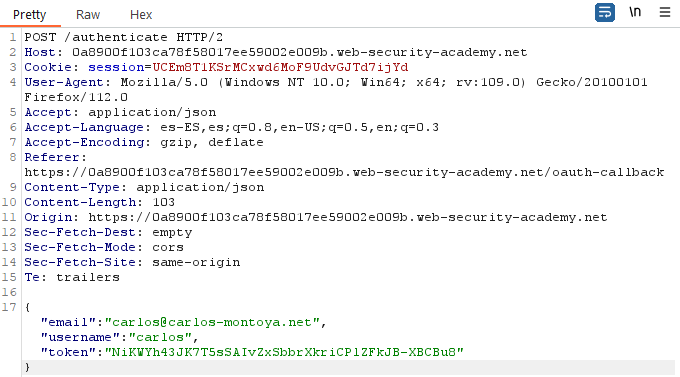 Pretty Raw Hex \n
1 POST /authenticate HTTP/2
2 Host: 0a8900f103ca78f58017ee59002e009b.web-security-academy.net
3 Cookie: session=UCEm8T1KSrMCxwd6MoF9UdvGJTd7ijYd
4 User-Agent: Mozilla/5.0 (Windows NT 10.0; Win64; x64; rv:109.0) Gecko/20100101
Firefox/112.0
5 Accept: application/json
6 Accept-Language: es-ES,es;q=0.8,en-US;q=0.5,en;q=0.3
7 Accept-Encoding: gzip, deflate
8 Referer:
https://0a8900f103ca78f58017ee59002e009b.web-security-academy.net/oauth-callback
9 Content-Type: application/json
10 Content-Length: 103
11 Origin: https://0a8900f103ca78f58017ee59002e009b.web-security-academy.net
12 Sec-Fetch-Dest: empty
13 Sec-Fetch-Mode: cors
14 Sec-Fetch-Site: same-origin
15 Te: trailers
16
17 {
"email":"carlos@carlos-montoya.net",
"username":"carlos",
"token":"NiKWYh43JK7T5sSAIvZxSbbrXkriCPlZFkJB-XBCBu8"
}